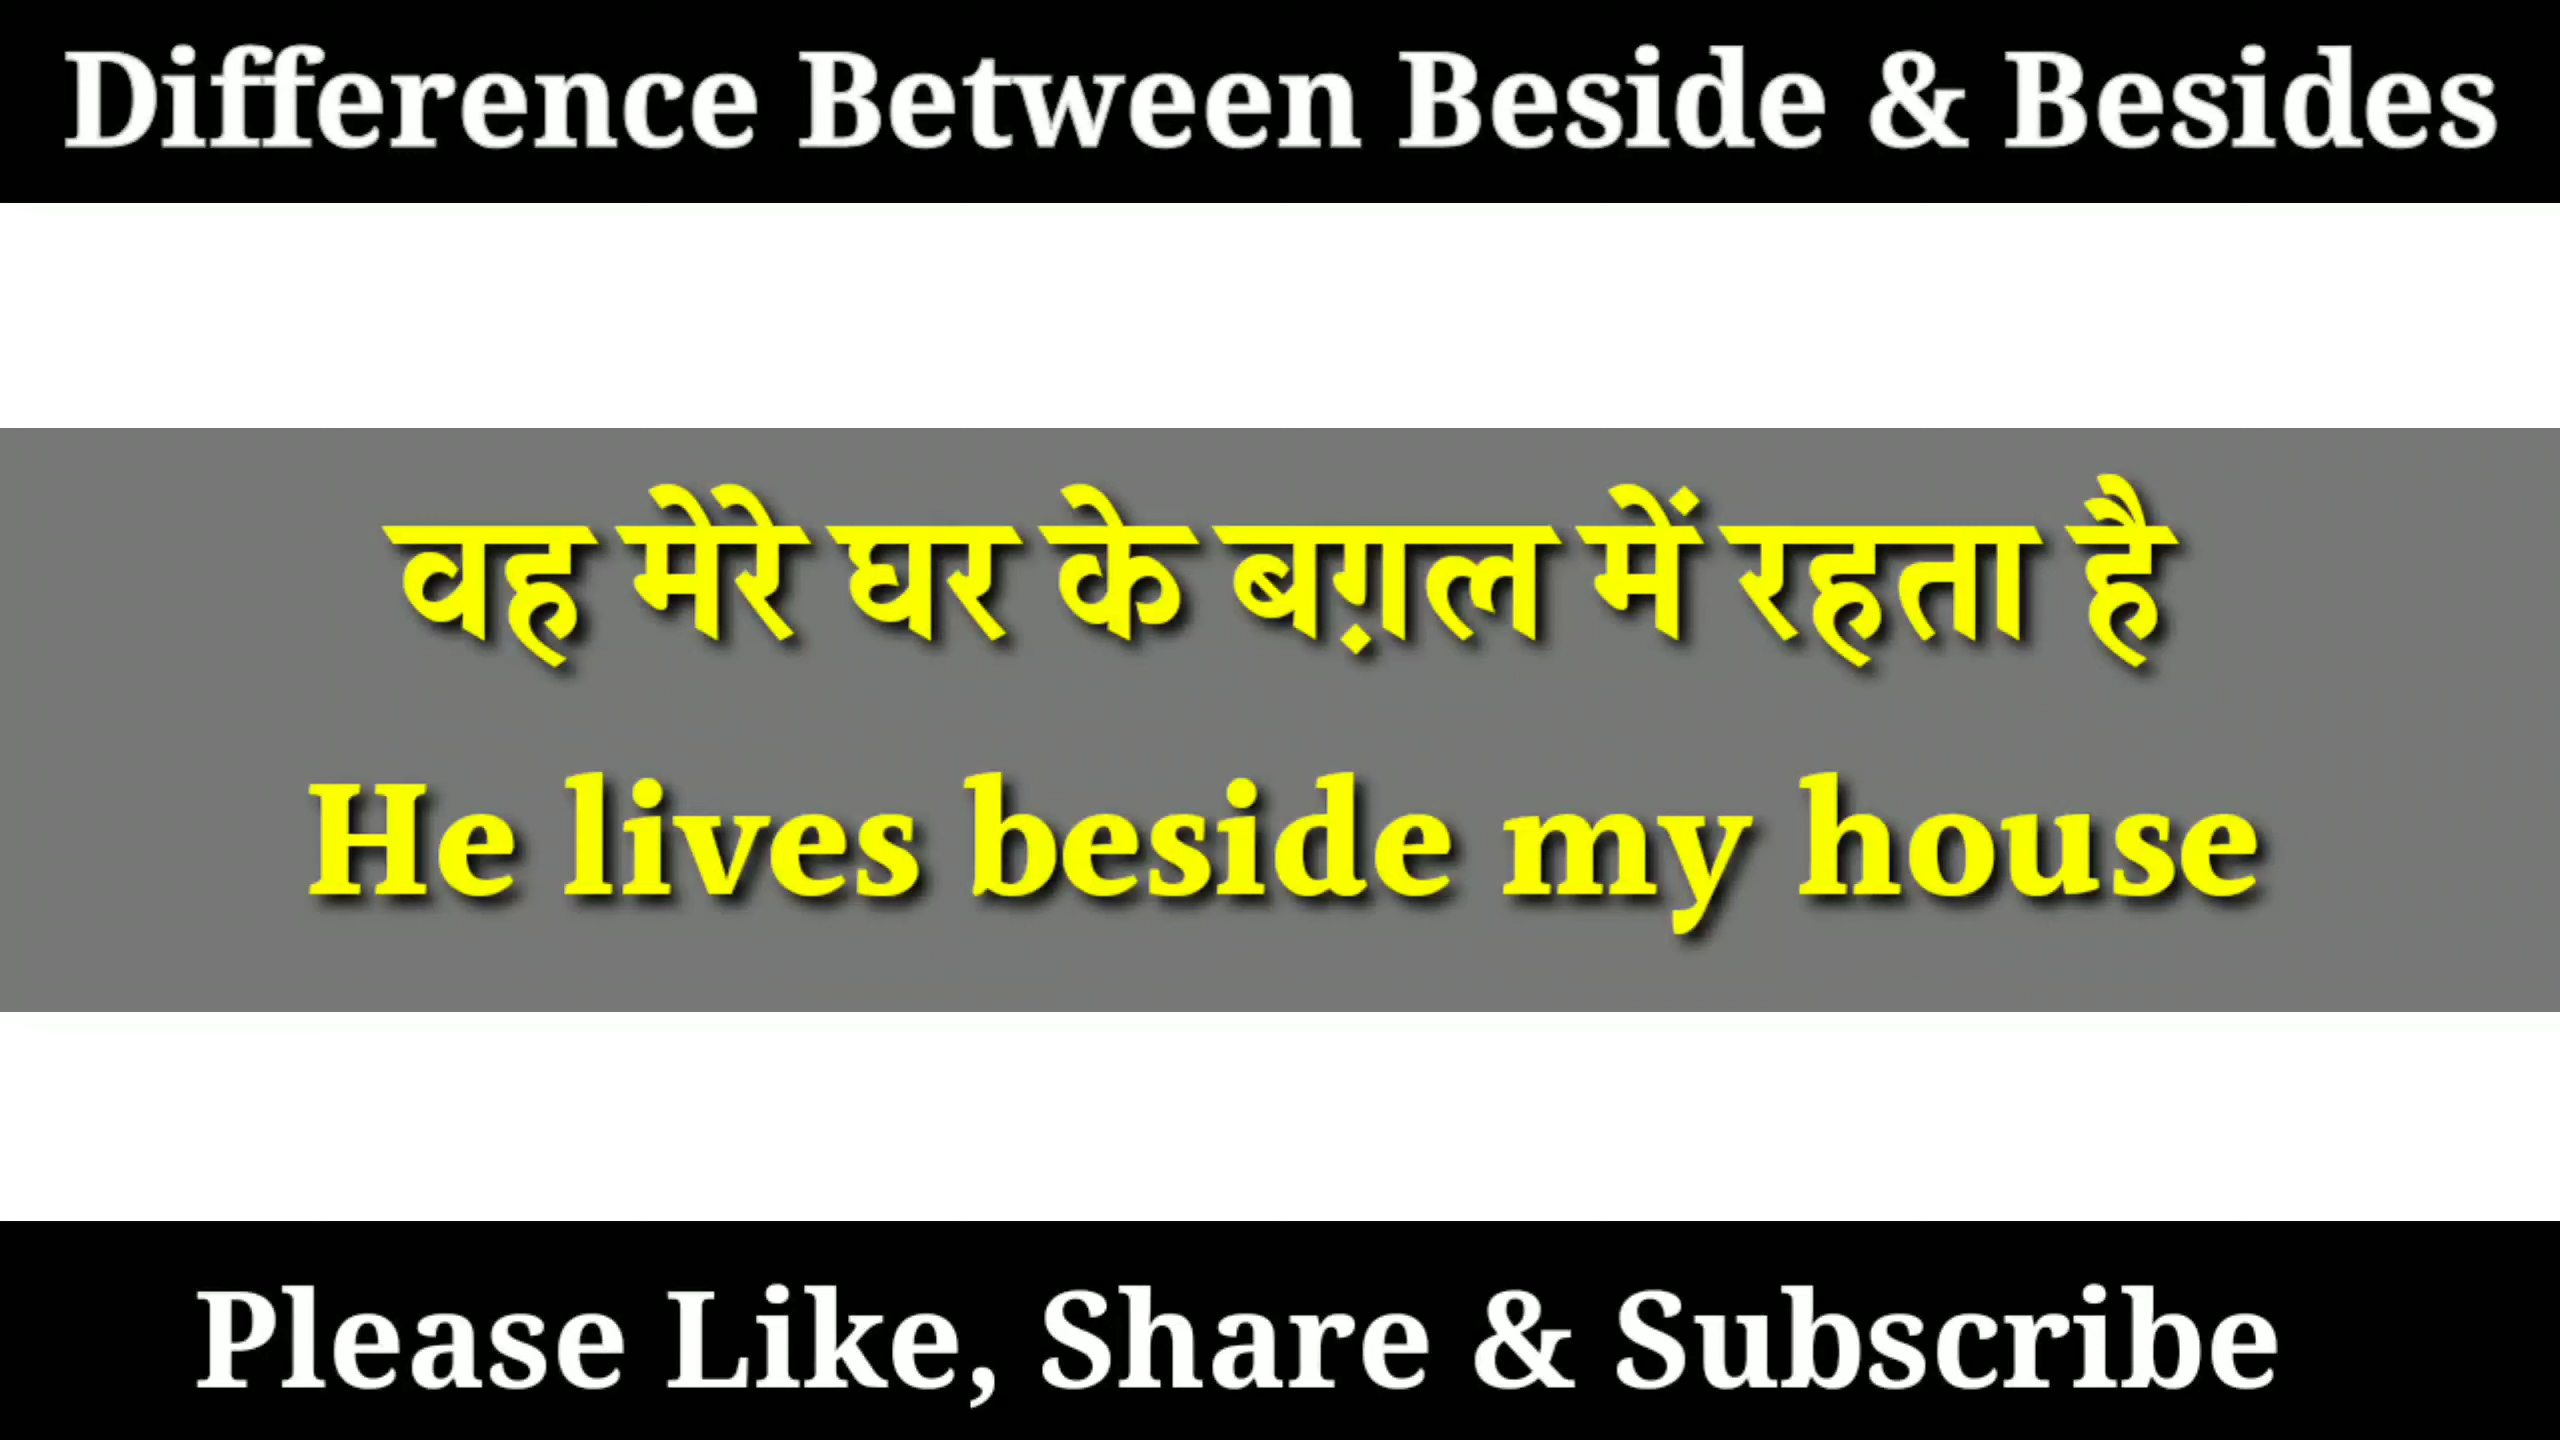 Difference Between Beside & Besides
वह मेरे घर के बग़ल में रहता है
He lives beside my house
Please Like, Share & Subscribe